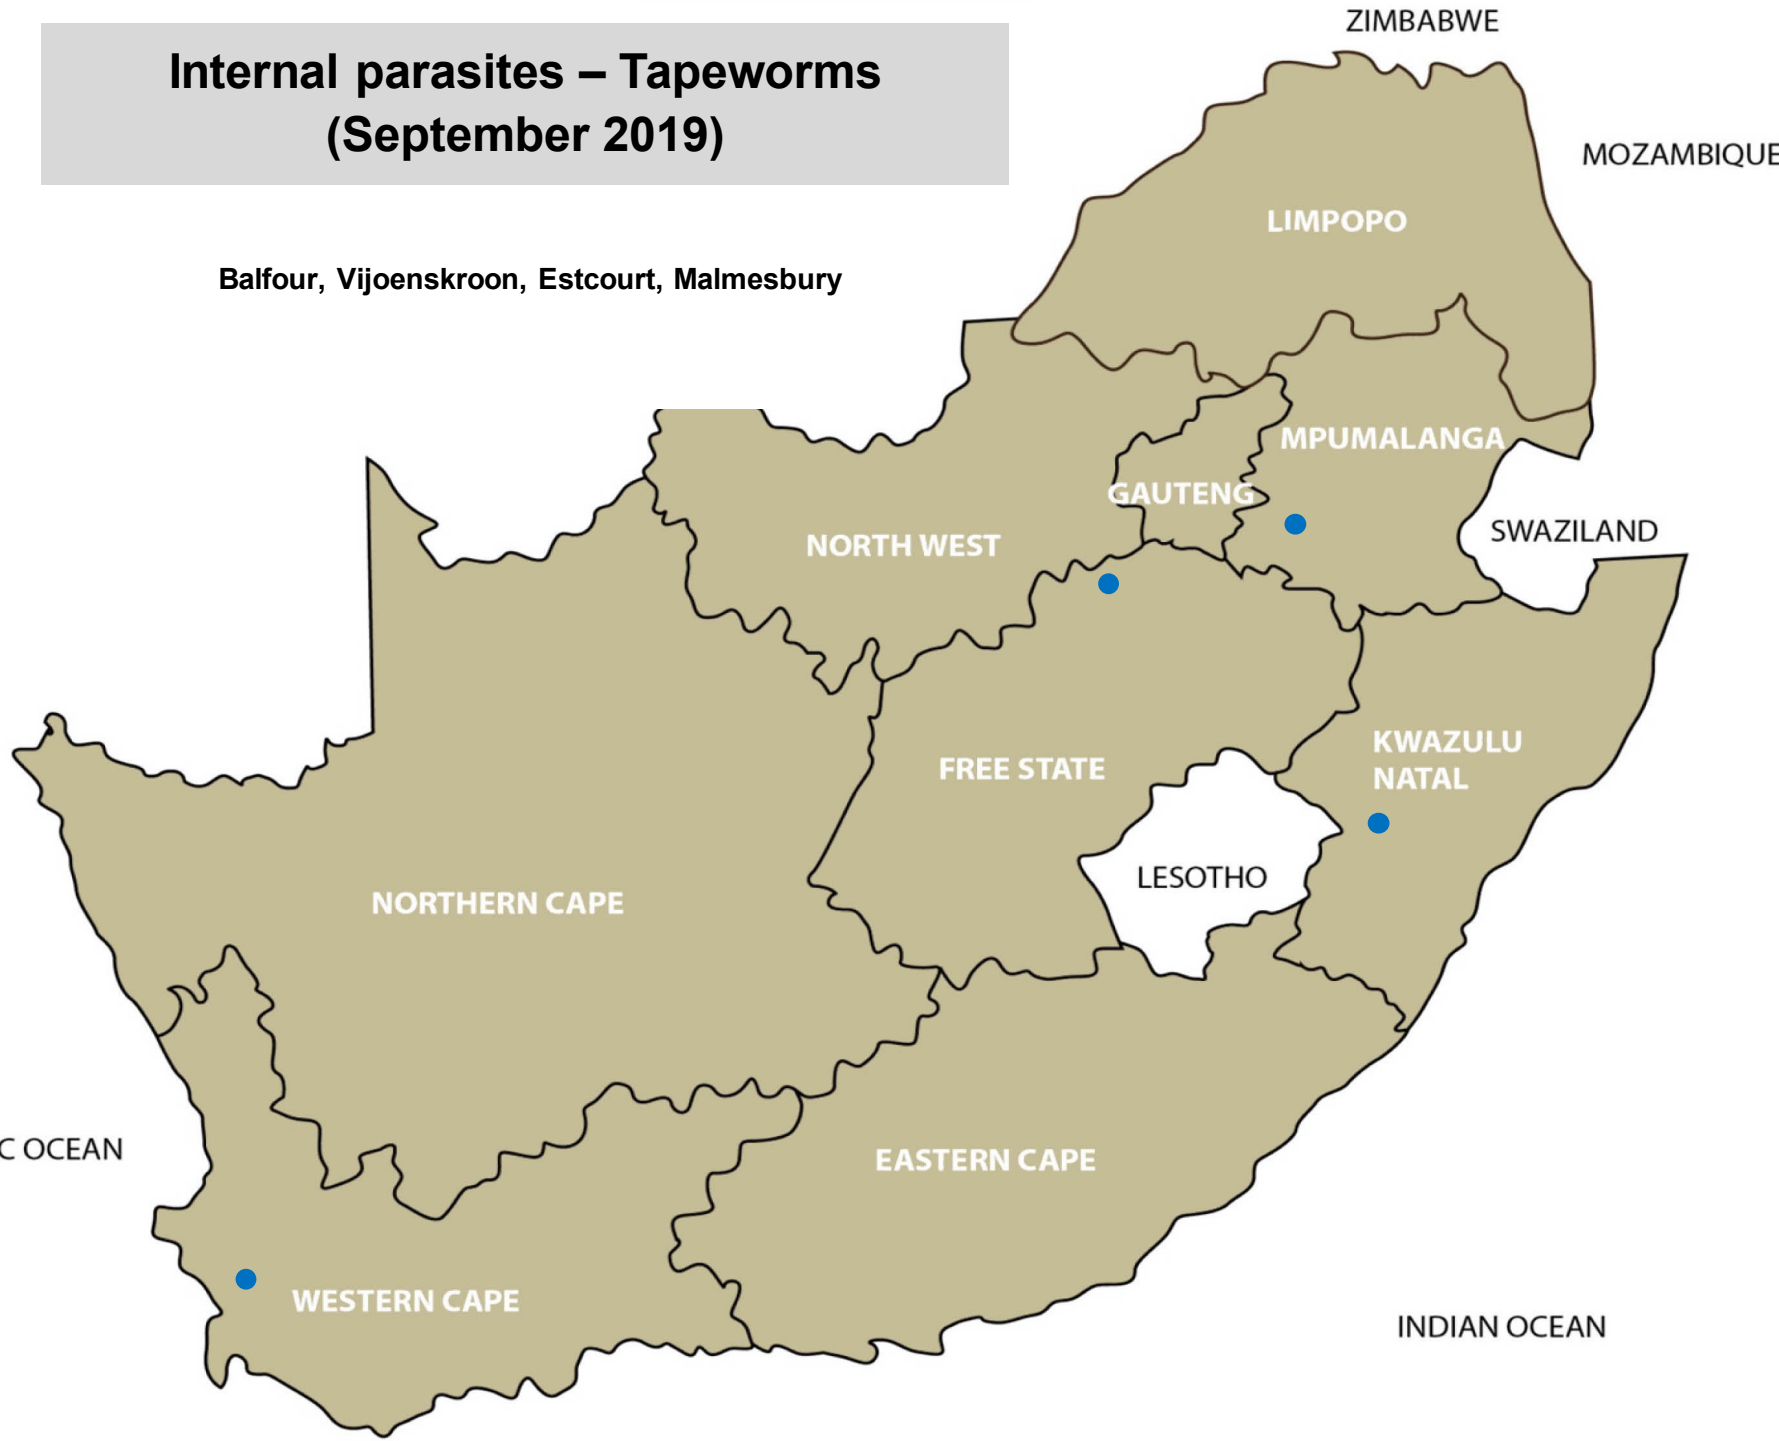 Internal parasites – Tapeworms
(September 2019)
Balfour, Vijoenskroon, Estcourt, Malmesbury
ZIMBABWE
MOZAMBIQUE
LIMPOPO
MPUMALANGA
GAUTENG
SWAZILAND
NORTH WEST
KWAZULU
NATAL
FREE STATE
LESOTHO
NORTHERN CAPE
C OCEAN
EASTERN CAPE
WESTERN CAPE
INDIAN OCEAN